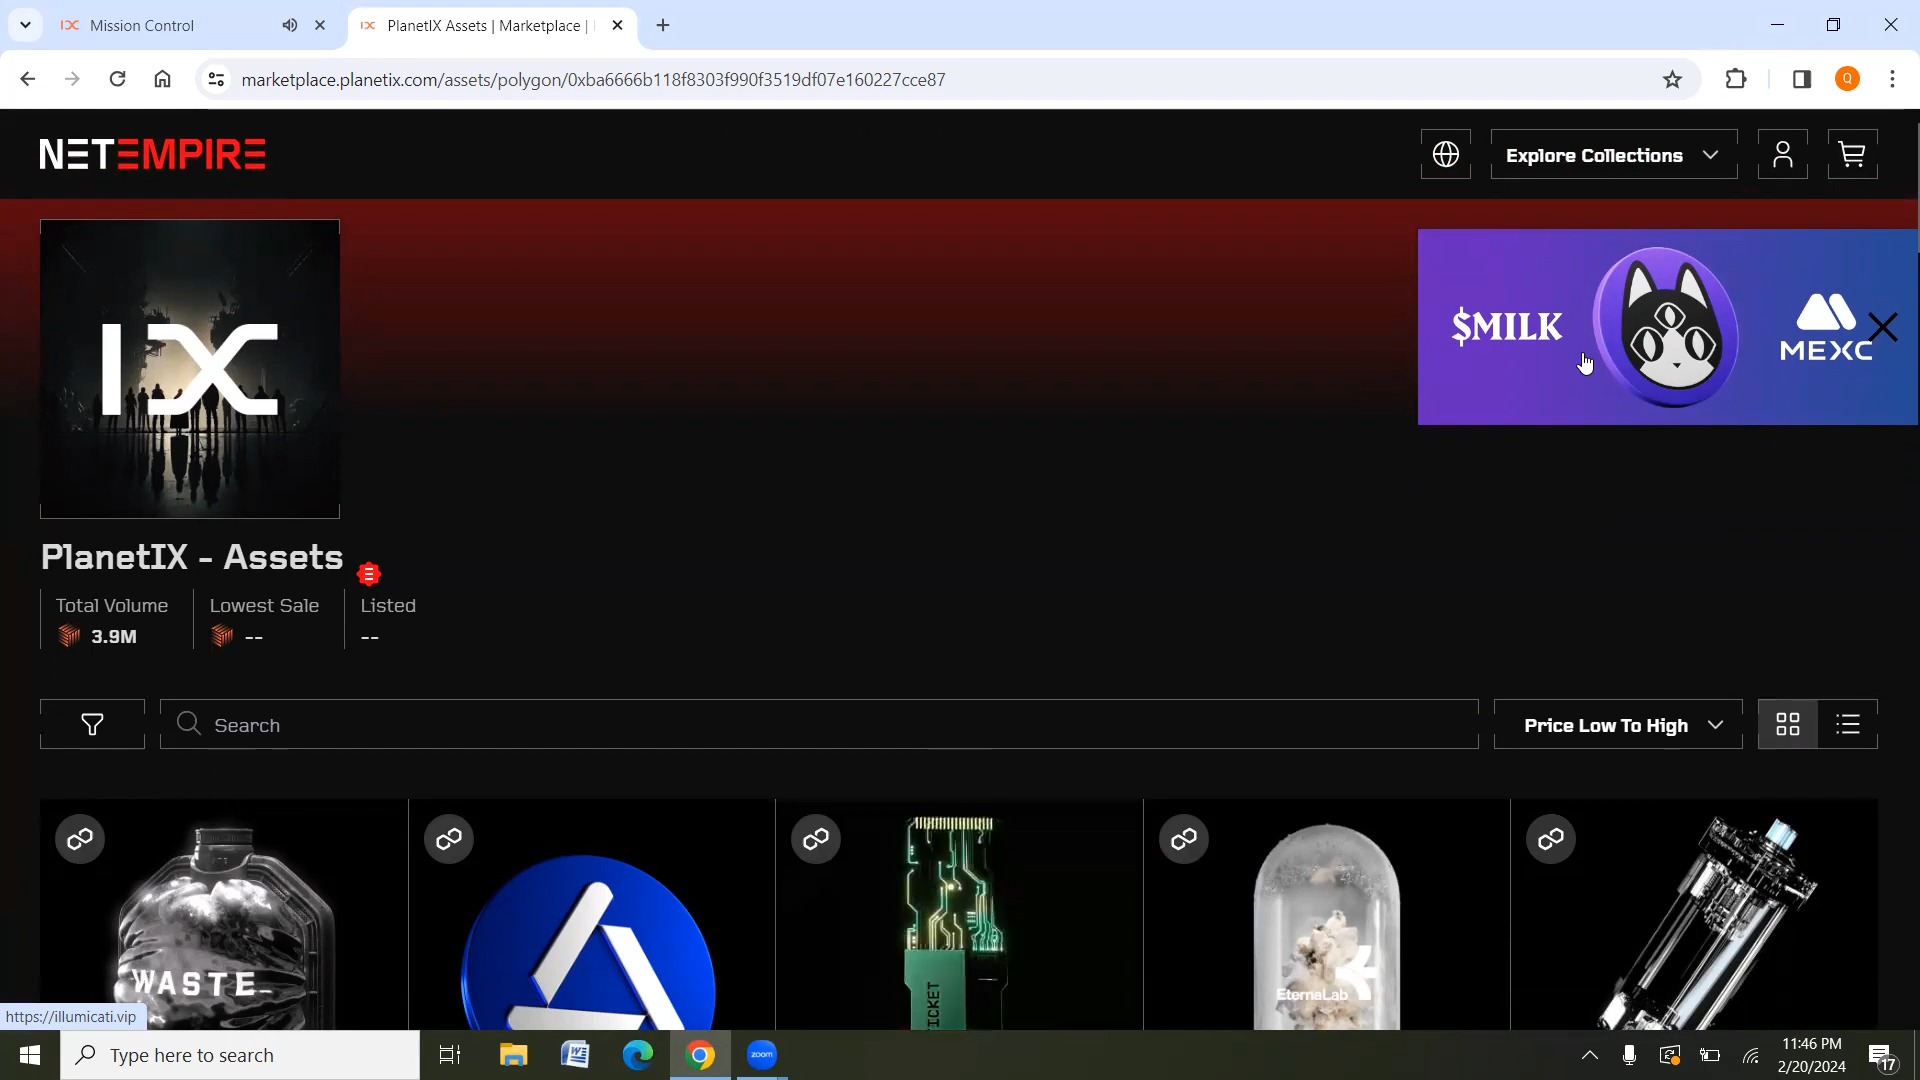 Mission Control
PlanetIX Assets | Marketplace |
marketplace.planetix.com/assets/polygon/0xba6666b118f8303f990f3519df07e160227cce87
Q
NETEMPIRE
Explore Collections
IX
$MILK
MEXC
PlanetIX - Assets
Total Volume
Lowest Sale
Listed
3.9M
--
--
Search
Price Low To High
WASTE
TICKET
EternaLab
https://illumicati.vip
Type here to search
W
zoom
11:46 PM
2/20/2024
17